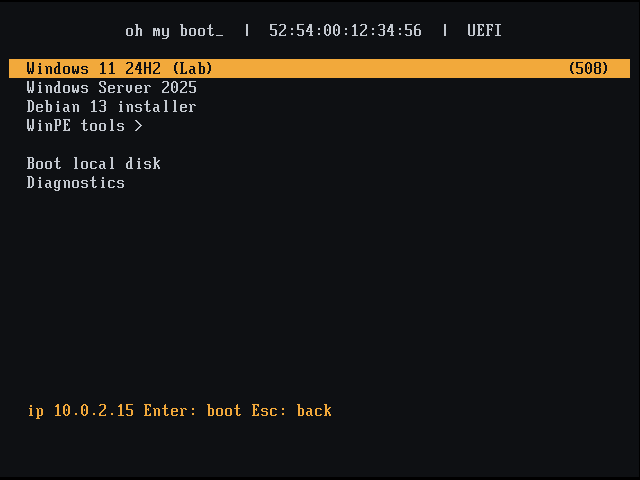 oh my boot_ | 52:54:00:12:34:56 | UEFI
Windows 11 24H2 (Lab) (508)
Windows Server 2025
Debian 13 installer
WinPE tools >
Boot local disk
Diagnostics
ip 10.0.2.15 Enter: boot Esc: back